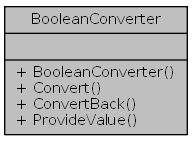 BooleanConverter
+ BooleanConverter()
+ Convert()
+ ConvertBack()
+ ProvideValue()